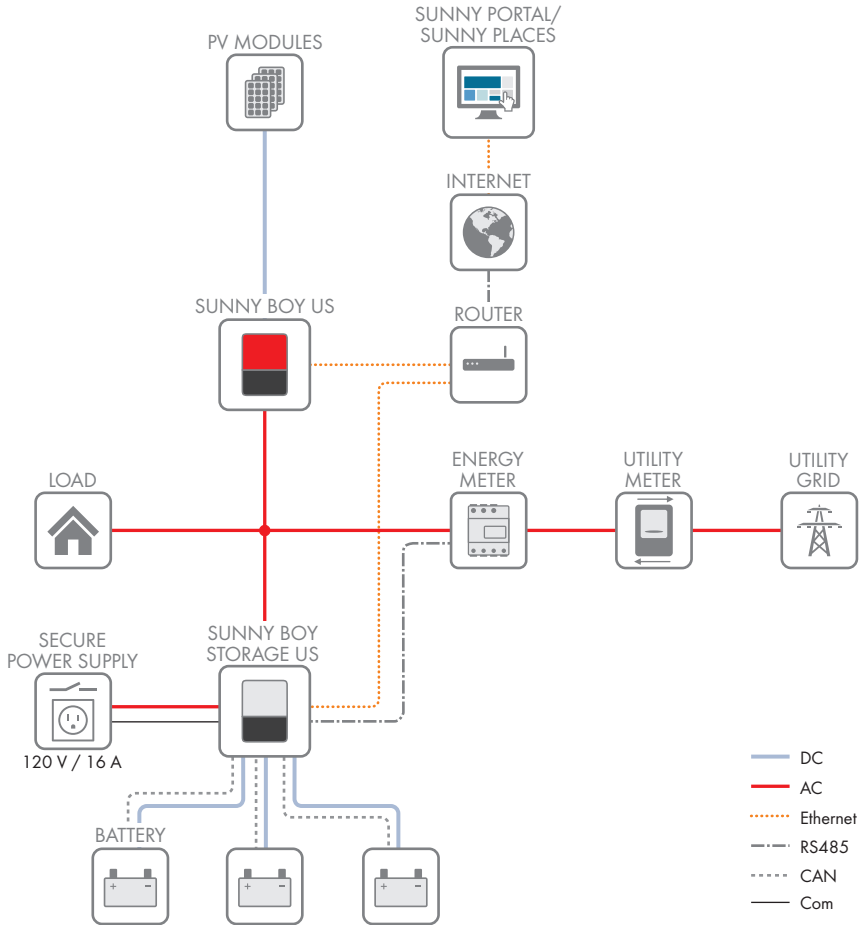 SUNNY PORTAL/
SUNNY PLACES
PV MODULES
INTERNET
SUNNY BOY US
ROUTER
LOAD
ENERGY
METER
UTILITY
METER
UTILITY
GRID
SECURE
POWER SUPPLY
SUNNY BOY
STORAGE US
120 V / 16 A
BATTERY
+ -
+ -
+ -
DC
AC
Ethernet
RS485
CAN
Com